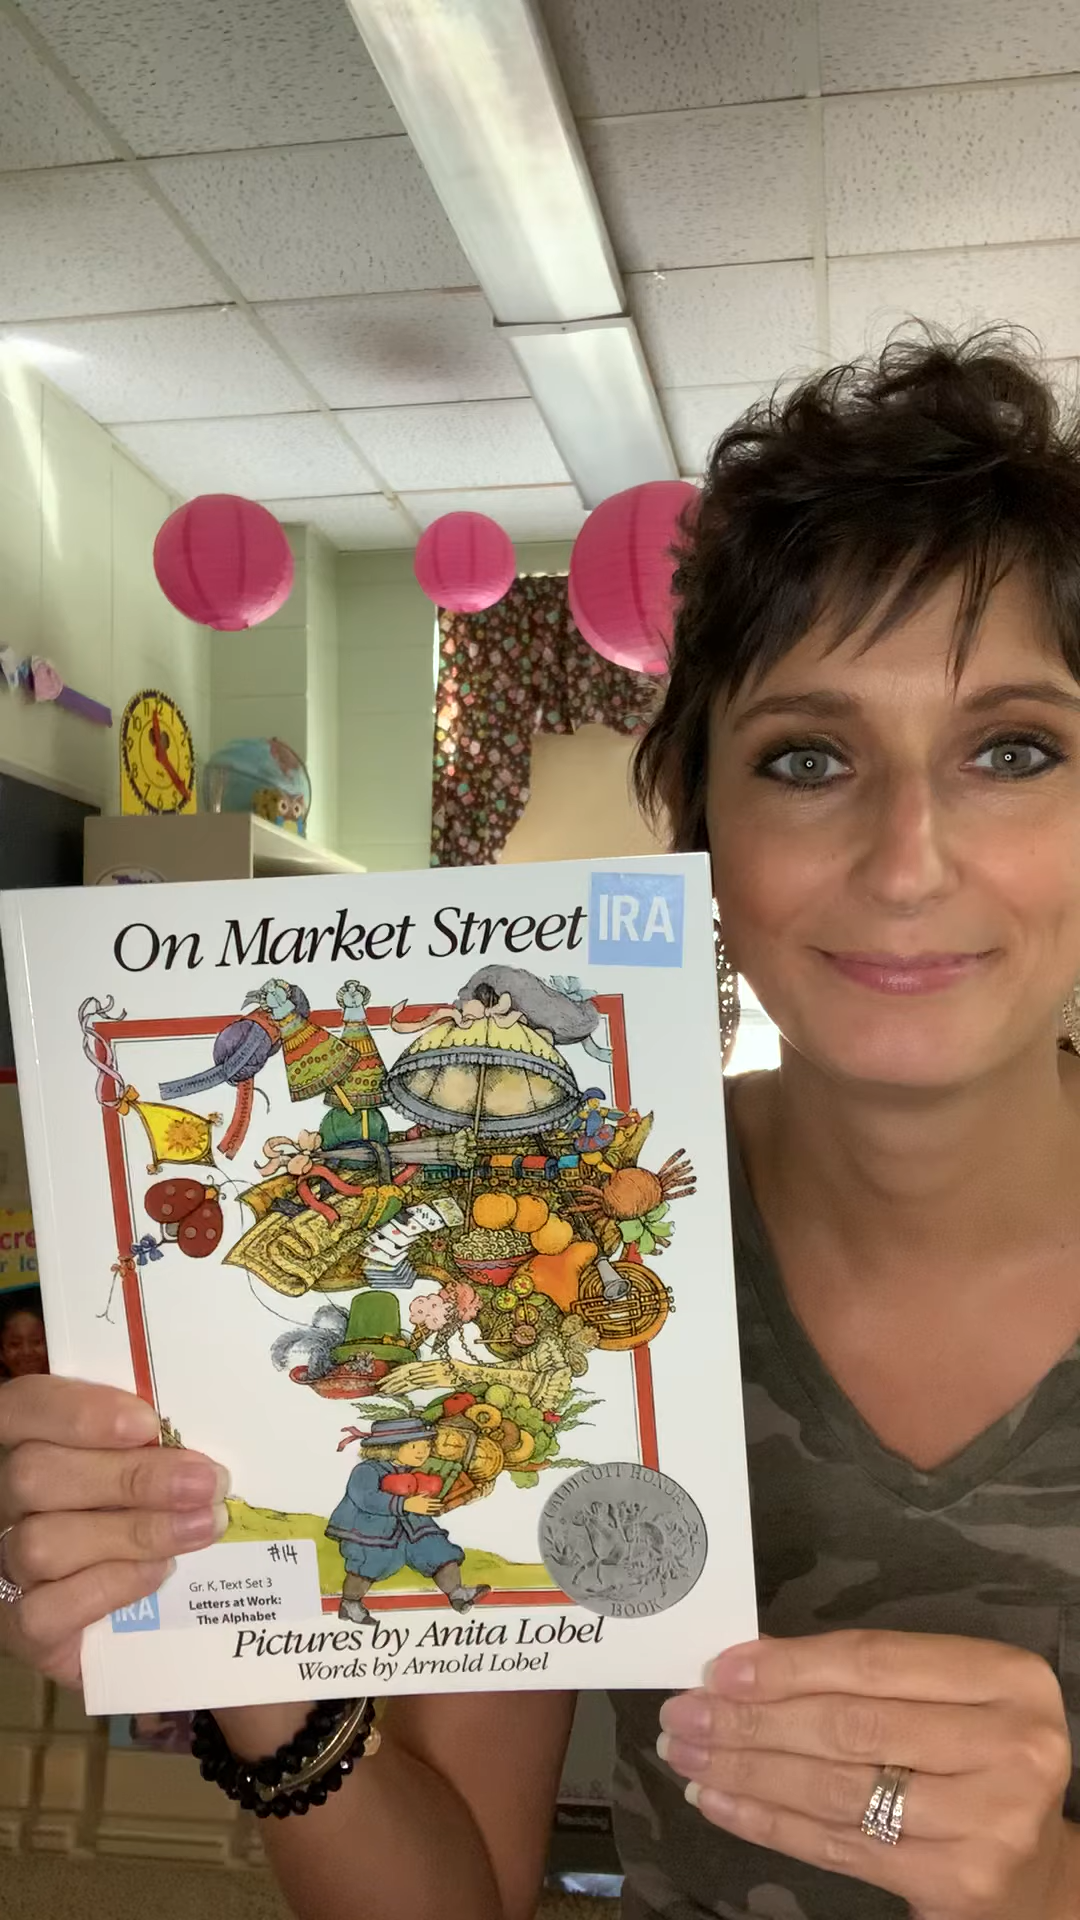 On Market Street
IRA
CALDECOTT HONOR
BOOK
#14
Gr. K, Text Set 3
Letters at Work:
The Alphabet
IRA
Pictures by Anita Lobel
Words by Arnold Lobel